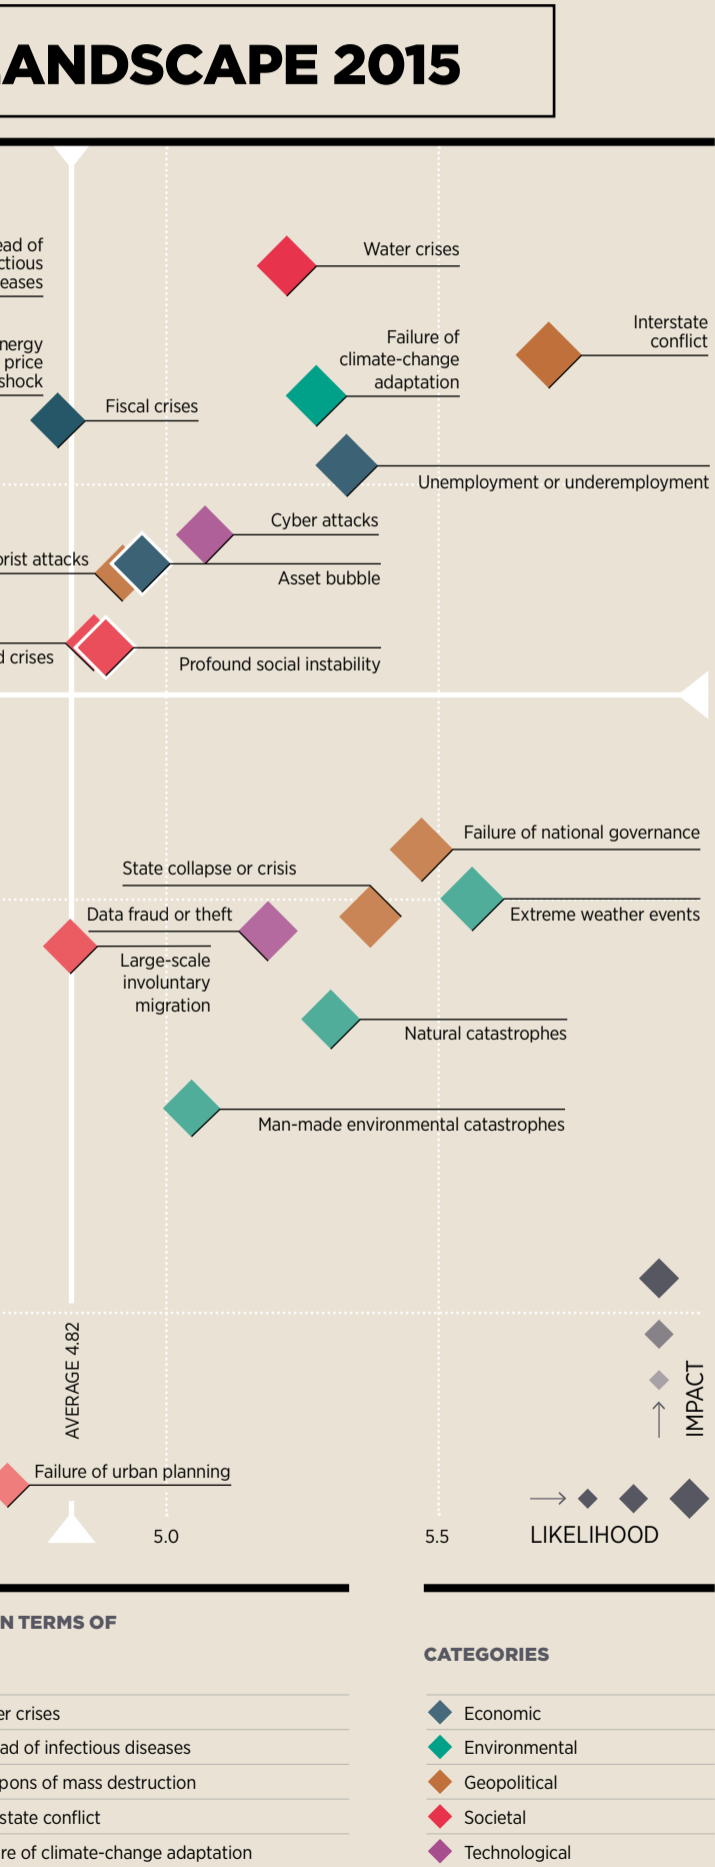 LANDSCAPE 2015
Water crises
ead of
ctious
eases
Interstate
conflict
Failure of
climate-change
adaptation
nergy
price
shock
Fiscal crises
Unemployment or underemployment
Cyber attacks
orist attacks
Asset bubble
d crises
Profound social instability
Failure of national governance
State collapse or crisis
Data fraud or theft
Extreme weather events
Large-scale
involuntary
migration
Natural catastrophes
Man-made environmental catastrophes
AVERAGE 4.82
IMPACT
Failure of urban planning
5.0
5.5
LIKELIHOOD
N TERMS OF
er crises
ad of infectious diseases
pons of mass destruction
state conflict
re of climate-change adaptation
CATEGORIES
Economic
Environmental
Geopolitical
Societal
Technological